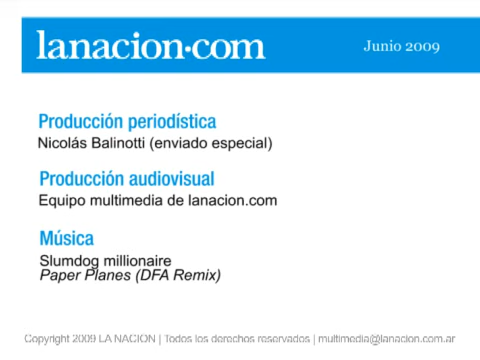 lanacion.com
Junio 2009
Producción periodística
Nicolás Balinotti (enviado especial)
Producción audiovisual
Equipo multimedia de lanacion.com
Música
Slumdog millionaire
Paper Planes (DFA Remix)
Copyright 2009 LA NACION | Todos los derechos reservados | multimedia@lanacion.com.ar